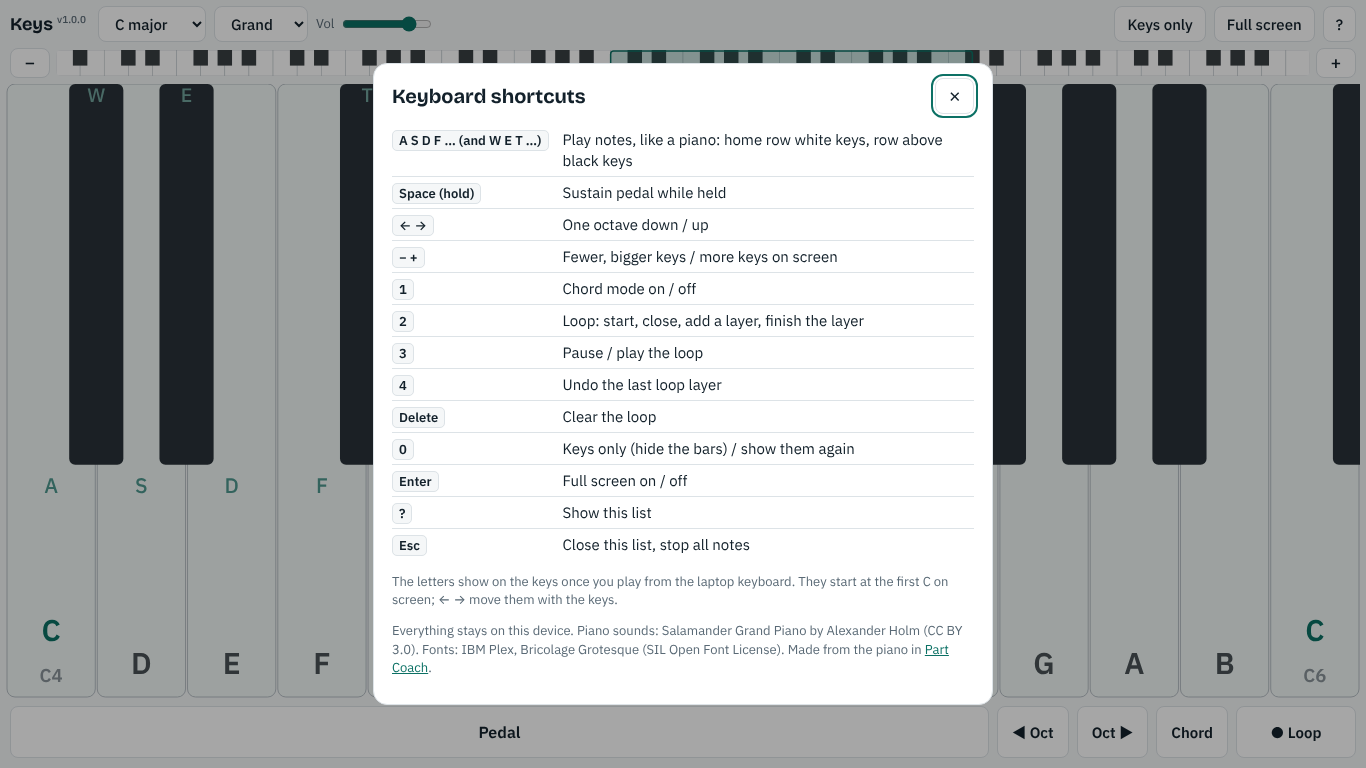 Keys v1.0.0 C major Grand Vol Keys only Full screen ?
− +
W E T
Keyboard shortcuts ×
A S D F … (and W E T …) Play notes, like a piano: home row white keys, row above
black keys
Space (hold) Sustain pedal while held
← → One octave down / up
− + Fewer, bigger keys / more keys on screen
1 Chord mode on / off
2 Loop: start, close, add a layer, finish the layer
3 Pause / play the loop
4 Undo the last loop layer
Delete Clear the loop
0 Keys only (hide the bars) / show them again
Enter Full screen on / off
? Show this list
Esc Close this list, stop all notes
The letters show on the keys once you play from the laptop keyboard. They start at the first C on
screen; ← → move them with the keys.
Everything stays on this device. Piano sounds: Salamander Grand Piano by Alexander Holm (CC BY
3.0). Fonts: IBM Plex, Bricolage Grotesque (SIL Open Font License). Made from the piano in Part
Coach.
A S D F
C C
C4 D E F G A B C6
Pedal ◀ Oct Oct ▶ Chord ● Loop